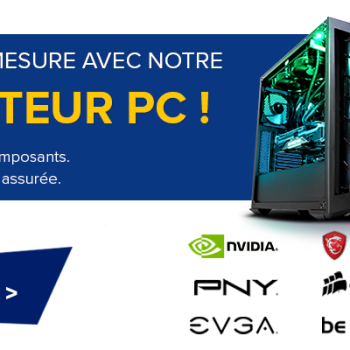 MESURE AVEC NOTRE
TEUR PC !
mposants.
assurée.
>
NVIDIA.
PNY
EVGA
be